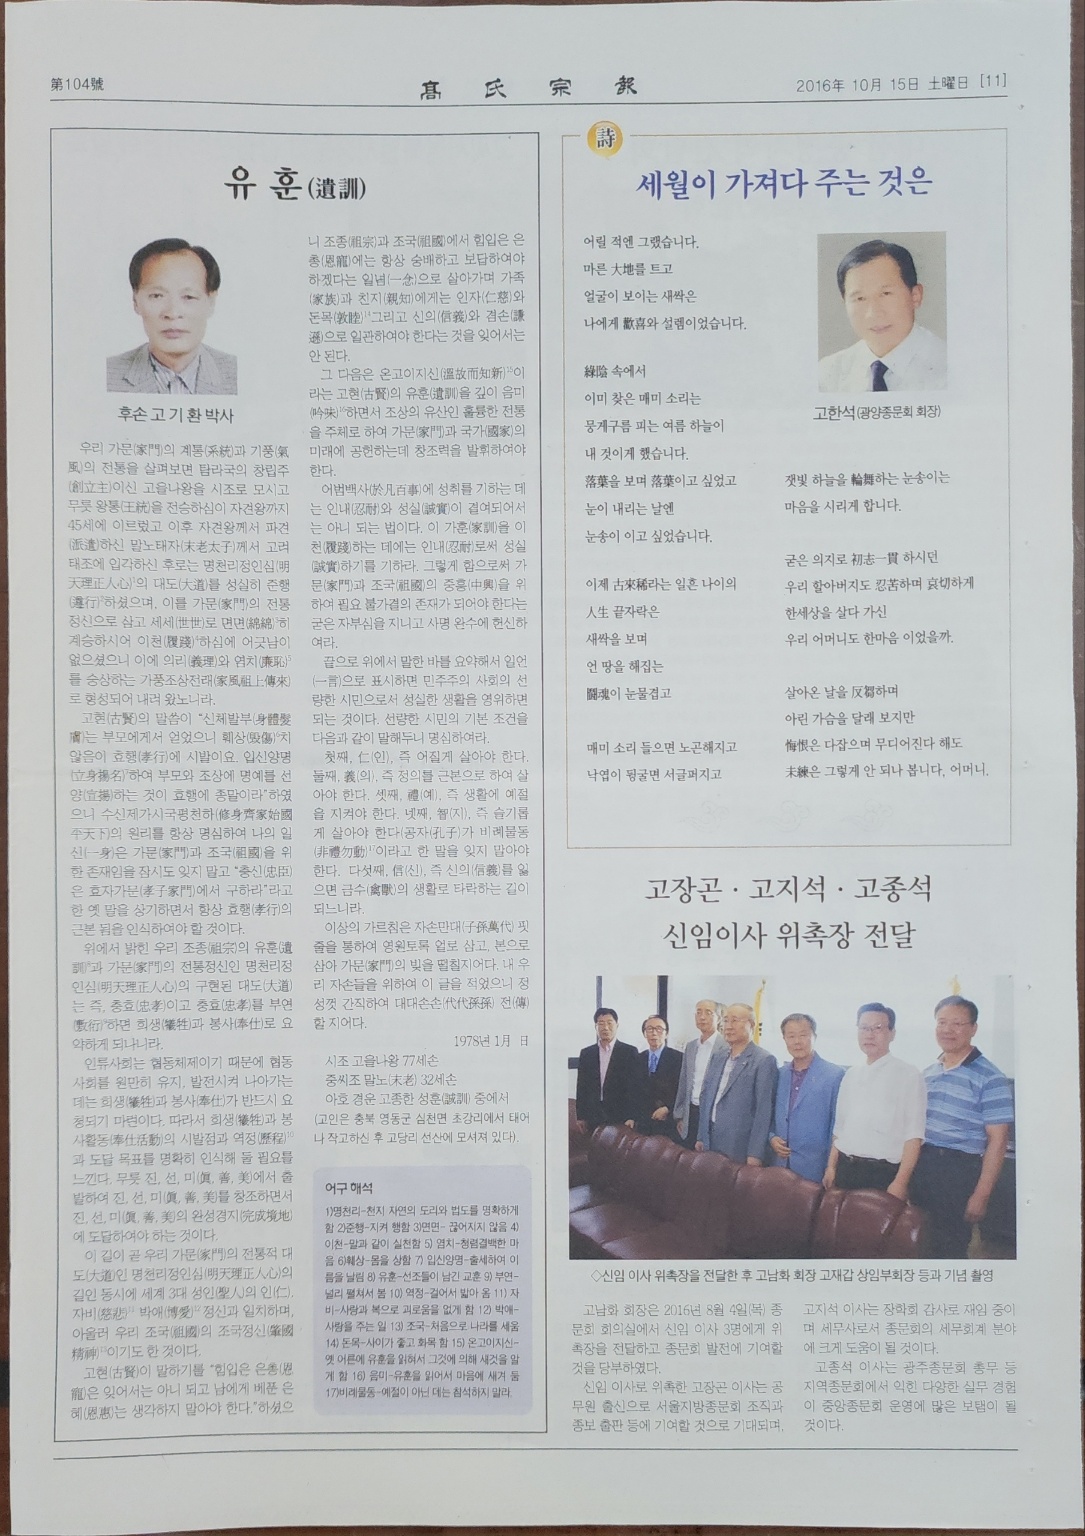 第104號
高氏宗報
2016年 10月 15日 土曜日 [11]
유 훈(遺訓)
후손 고 기 환 박사
우리 가문(家門)의 계통(系統)과 기풍(氣
風)의 전통을 살펴보면 탐라국의 창립주
(創立主)이신 고을나왕을 시조로 모시고
무릇 왕통(王統)을 전승하심이 자견왕까지
45세에 이르렀고 이후 자견왕께서 파견
(派遣)하신 말노태자(末老太子)께서 고려
태조에 입각하신 후로는 명천리정인심(明
天理正人心)¹의 대도(大道)를 성실히 준행
(遵行)²하셨으며, 이를 가문(家門)의 전통
정신으로 삼고 세세(世世)로 면면(綿綿)³히
계승하시어 이천(履踐)⁴하심에 어긋남이
없으셨으니 이에 의리(義理)와 염치(廉恥)⁵
를 숭상하는 가풍조상전래(家風祖上傳來)
로 형성되어 내려 왔노니라.
고현(古賢)의 말씀이 “신체발부(身體髮
膚)는 부모에게서 얻었으니 훼상(毁傷)⁶치
않음이 효행(孝行)에 시발이요. 입신양명
(立身揚名)⁷하여 부모와 조상에 명예를 선
양(宣揚)하는 것이 효행에 종말이라”하였
으니 수신제가시국평천하(修身齊家始國
平天下)의 원리를 항상 명심하여 나의 일
신(一身)은 가문(家門)과 조국(祖國)을 위
한 존재임을 잠시도 잊지 말고 “충신(忠臣)
은 효자가문(孝子家門)에서 구하라”라고
한 옛 말을 상기하면서 항상 효행(孝行)의
근본 됨을 인식하여야 할 것이다.
위에서 밝힌 우리 조종(祖宗)의 유훈(遺
訓)⁸과 가문(家門)의 전통정신인 명천리정
인심(明天理正人心)의 구현된 대도(大道)
는 즉, 충효(忠孝)이고 충효(忠孝)를 부연
(敷衍)⁹하면 희생(犧牲)과 봉사(奉仕)로 요
약하게 되나니라.
인류사회는 협동체제이기 때문에 협동
사회를 원만히 유지, 발전시켜 나아가는
데는 희생(犧牲)과 봉사(奉仕)가 반드시 요
청되기 마련이다. 따라서 희생(犧牲)과 봉
사활동(奉仕活動)의 시발점과 역정(歷程)¹⁰
과 도달 목표를 명확히 인식해 둘 필요를
느낀다. 무릇 진, 선, 미(眞, 善, 美)에서 출
발하여 진, 선, 미(眞, 善, 美)를 창조하면서
진, 선, 미(眞, 善, 美)의 완성경지(完成境地)
에 도달하여야 하는 것이다.
이 길이 곧 우리 가문(家門)의 전통적 대
도(大道)인 명천리정인심(明天理正人心)의
길인 동시에 세계 3대 성인(聖人)의 인(仁),
자비(慈悲)¹¹ 박애(博愛)¹² 정신과 일치하며,
아울러 우리 조국(祖國)의 조국정신(肇國
精神)¹³이기도 한 것이다.
고현(古賢)이 말하기를 “힘입은 은총(恩
寵)은 잊어서는 아니 되고 남에게 베푼 은
혜(恩惠)는 생각하지 말아야 한다.”하셨으
니 조종(祖宗)과 조국(祖國)에서 힘입은 은
총(恩寵)에는 항상 숭배하고 보답하여야
하겠다는 일념(一念)으로 살아가며 가족
(家族)과 친지(親知)에게는 인자(仁慈)와
돈목(敦睦)¹⁴그리고 신의(信義)와 겸손(謙
遜)으로 일관하여야 한다는 것을 잊어서는
안 된다.
그 다음은 온고이지신(溫故而知新)¹⁵이
라는 고현(古賢)의 유훈(遺訓)을 깊이 음미
(吟味)¹⁶하면서 조상의 유산인 훌륭한 전통
을 주체로 하여 가문(家門)과 국가(國家)의
미래에 공헌하는데 창조력을 발휘하여야
한다.
어범백사(於凡百事)에 성취를 기하는 데
는 인내(忍耐)와 성실(誠實)이 겸여되어서
는 아니 되는 법이다. 이 가훈(家訓)을 이
천(履踐)하는 데에는 인내(忍耐)로써 성실
(誠實)하기를 기하라. 그렇게 함으로써 가
문(家門)과 조국(祖國)의 중흥(中興)을 위
하여 필요 불가결의 존재가 되어야 한다는
굳은 자부심을 지니고 사명 완수에 헌신하
여라.
끝으로 위에서 말한 바를 요약해서 일언
(一言)으로 표시하면 민주주의 사회의 선
량한 시민으로서 성실한 생활을 영위하면
되는 것이다. 선량한 시민의 기본 조건을
다음과 같이 말해두니 명심하여라.
첫째, 仁(인), 즉 어질게 살아야 한다.
둘째, 義(의), 즉 정의를 근본으로 하여 살
아야 한다. 셋째, 禮(예), 즉 생활에 예절
을 지켜야 한다. 넷째, 智(지), 즉 슬기롭
게 살아야 한다(공자(孔子)가 비례물동
(非禮勿動)¹⁷이라고 한 말을 잊지 말아야
한다. 다섯째, 信(신), 즉 신의(信義)를 잃
으면 금수(禽獸)의 생활로 타락하는 길이
되느니라.
이상의 가르침은 자손만대(子孫萬代) 핏
줄을 통하여 영원토록 업로 삼고, 본으로
삼아 가문(家門)의 빛을 떨칠지어다. 내 우
리 자손들을 위하여 이 글을 적었으니 정
성껏 간직하여 대대손손(代代孫孫) 전(傳)
할 지어다.
1978년 1月 日
시조 고을나왕 77세손
중씨조 말노(末老) 32세손
아호 경운 고종한 성훈(誠訓) 중에서
(고인은 충북 영동군 심천면 초강리에서 태어
나 작고하신 후 고당리 선산에 모셔져 있다).
어구 해석
1)명천리-천지 자연의 도리와 법도를 명확하게
함 2)준행-지켜 행함 3)면면- 끊어지지 않음 4)
이천-말과 같이 실천함 5) 염치-청렴결백한 마
음 6)훼상-몸을 상함 7) 입신양명-출세하여 이
름을 날림 8) 유훈-선조들이 남긴 교훈 9) 부연-
널리 펼쳐서 봄 10) 역정-걸어서 밟아 옴 11) 자
비-사랑과 복으로 괴로움을 없게 함 12) 박애-
사랑을 주는 일 13) 조국-처음으로 나라를 세움
14) 돈목-사이가 좋고 화목 함 15) 온고이지신-
옛 어른에 유훈을 읽혀서 그것에 의해 새것을 알
게 함 16) 음미-유훈을 읽어서 마음에 새겨 둠
17)비례물동-예절이 아닌 데는 참석하지 말라.
詩
세월이 가져다 주는 것은
고한석(광양종문회 회장)
어릴 적엔 그랬습니다.
마른 大地를 트고
얼굴이 보이는 새싹은
나에게 歡喜와 설렘이었습니다.
綠陰 속에서
이미 찾은 매미 소리는
뭉게구름 피는 여름 하늘이
내 것이게 했습니다.
落葉을 보며 落葉이고 싶었고
눈이 내리는 날엔
눈송이 이고 싶었습니다.
이제 古來稀라는 일흔 나이의
人生 끝자락은
새싹을 보며
언 땅을 해집는
鬪魂이 눈물겹고
매미 소리 들으면 노곤해지고
낙엽이 뒹굴면 서글퍼지고
잿빛 하늘을 輪舞하는 눈송이는
마음을 시리게 합니다.
굳은 의지로 初志一貫 하시던
우리 할아버지도 忍苦하며 哀切하게
한세상을 살다 가신
우리 어머니도 한마음 이었을까.
살아온 날을 反芻하며
아린 가슴을 달래 보지만
悔恨은 다잡으며 무디어진다 해도
未練은 그렇게 안 되나 봅니다, 어머니.
고장곤 · 고지석 · 고종석
신임이사 위촉장 전달
◇신임 이사 위촉장을 전달한 후 고남화 회장 고재갑 상임부회장 등과 기념 촬영
고남화 회장은 2016년 8월 4일(목) 종
문회 회의실에서 신임 이사 3명에게 위
촉장을 전달하고 종문회 발전에 기여할
것을 당부하였다.
신임 이사로 위촉한 고장곤 이사는 공
무원 출신으로 서울지방종문회 조직과
종보 출판 등에 기여할 것으로 기대되며,
고지석 이사는 장학회 감사로 재임 중이
며 세무사로서 종문회의 세무회계 분야
에 크게 도움이 될 것이다.
고종석 이사는 광주종문회 총무 등
지역종문회에서 익힌 다양한 실무 경험
이 중앙종문회 운영에 많은 보탬이 될
것이다.